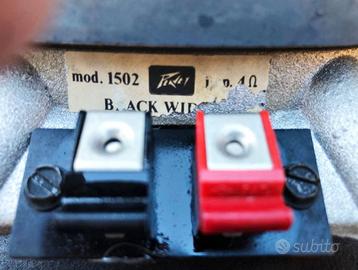 mod. 1502 Peavey i p. 4Ω
B ACK WID
subito